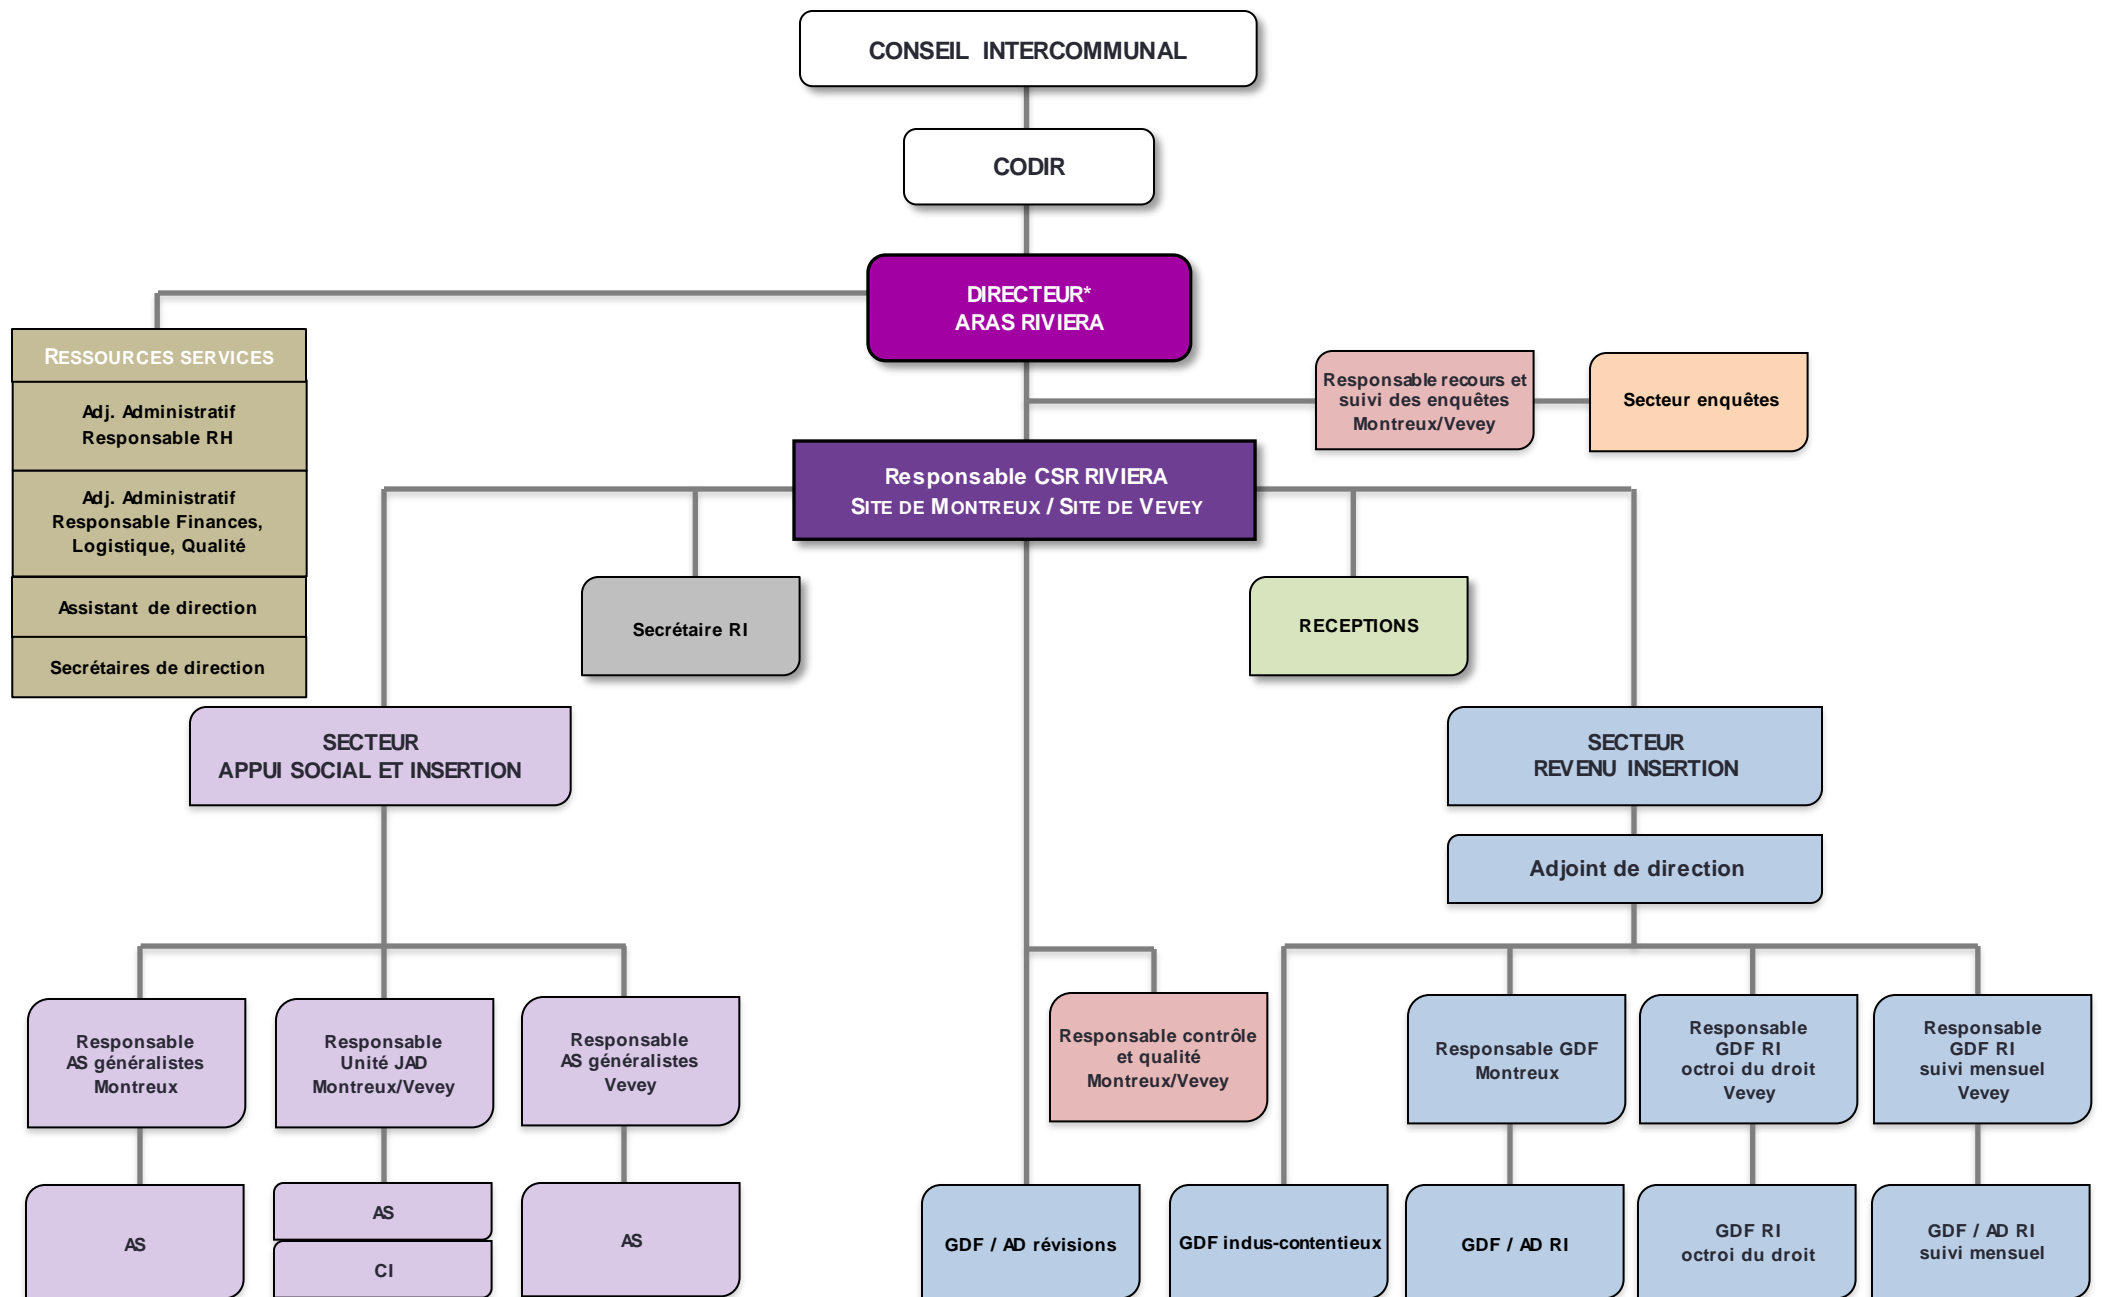 CONSEIL INTERCOMMUNAL
CODIR
DIRECTEUR*
ARAS RIVIERA
RESSOURCES SERVICES
Adj. Administratif
Responsable RH
Adj. Administratif
Responsable Finances,
Logistique, Qualité
Assistant de direction
Secrétaires de direction
Responsable recours et
suivi des enquêtes
Montreux/Vevey
Secteur enquêtes
Responsable CSR RIVIERA
SITE DE MONTREUX / SITE DE VEVEY
Secrétaire RI
RECEPTIONS
SECTEUR
APPUI SOCIAL ET INSERTION
SECTEUR
REVENU INSERTION
Adjoint de direction
Responsable
AS généralistes
Montreux
Responsable
Unité JAD
Montreux/Vevey
Responsable
AS généralistes
Vevey
Responsable contrôle
et qualité
Montreux/Vevey
Responsable GDF
Montreux
Responsable
GDF RI
octroi du droit
Vevey
Responsable
GDF RI
suivi mensuel
Vevey
AS
AS
CI
AS
GDF / AD révisions
GDF indus-contentieux
GDF / AD RI
GDF RI
octroi du droit
GDF / AD RI
suivi mensuel